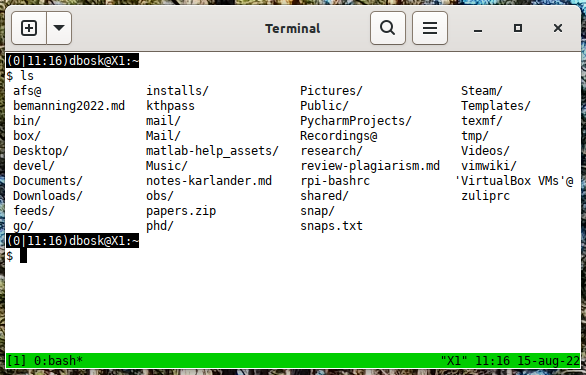 Terminal
(0|11:16)dbosk@X1:~
$ ls
afs@ installs/ Pictures/ Steam/
bemanning2022.md kthpass Public/ Templates/
bin/ mail/ PycharmProjects/ texmf/
box/ Mail/ Recordings@ tmp/
Desktop/ matlab-help_assets/ research/ Videos/
devel/ Music/ review-plagiarism.md vimwiki/
Documents/ notes-karlander.md rpi-bashrc 'VirtualBox VMs'@
Downloads/ obs/ shared/ zuliprc
feeds/ papers.zip snap/
go/ phd/ snaps.txt
(0|11:16)dbosk@X1:~
$
[1] 0:bash* "X1" 11:16 15-aug-22